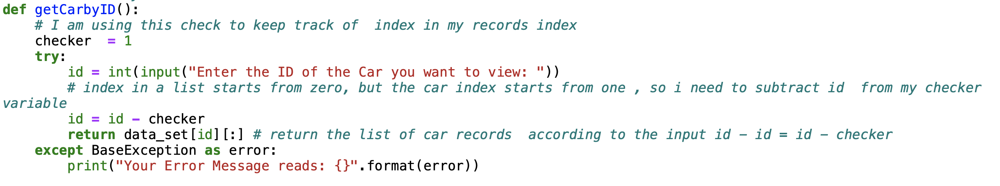 def getCarbyID():
    # I am using this check to keep track of  index in my records index
    checker  = 1
    try:
        id = int(input("Enter the ID of the Car you want to view: "))
        # index in a list starts from zero, but the car index starts from one , so i need to subtract id  from my checker
variable
        id = id - checker
        return data_set[id][:] # return the list of car records  according to the input id - id = id - checker
    except BaseException as error:
        print("Your Error Message reads: {}".format(error))